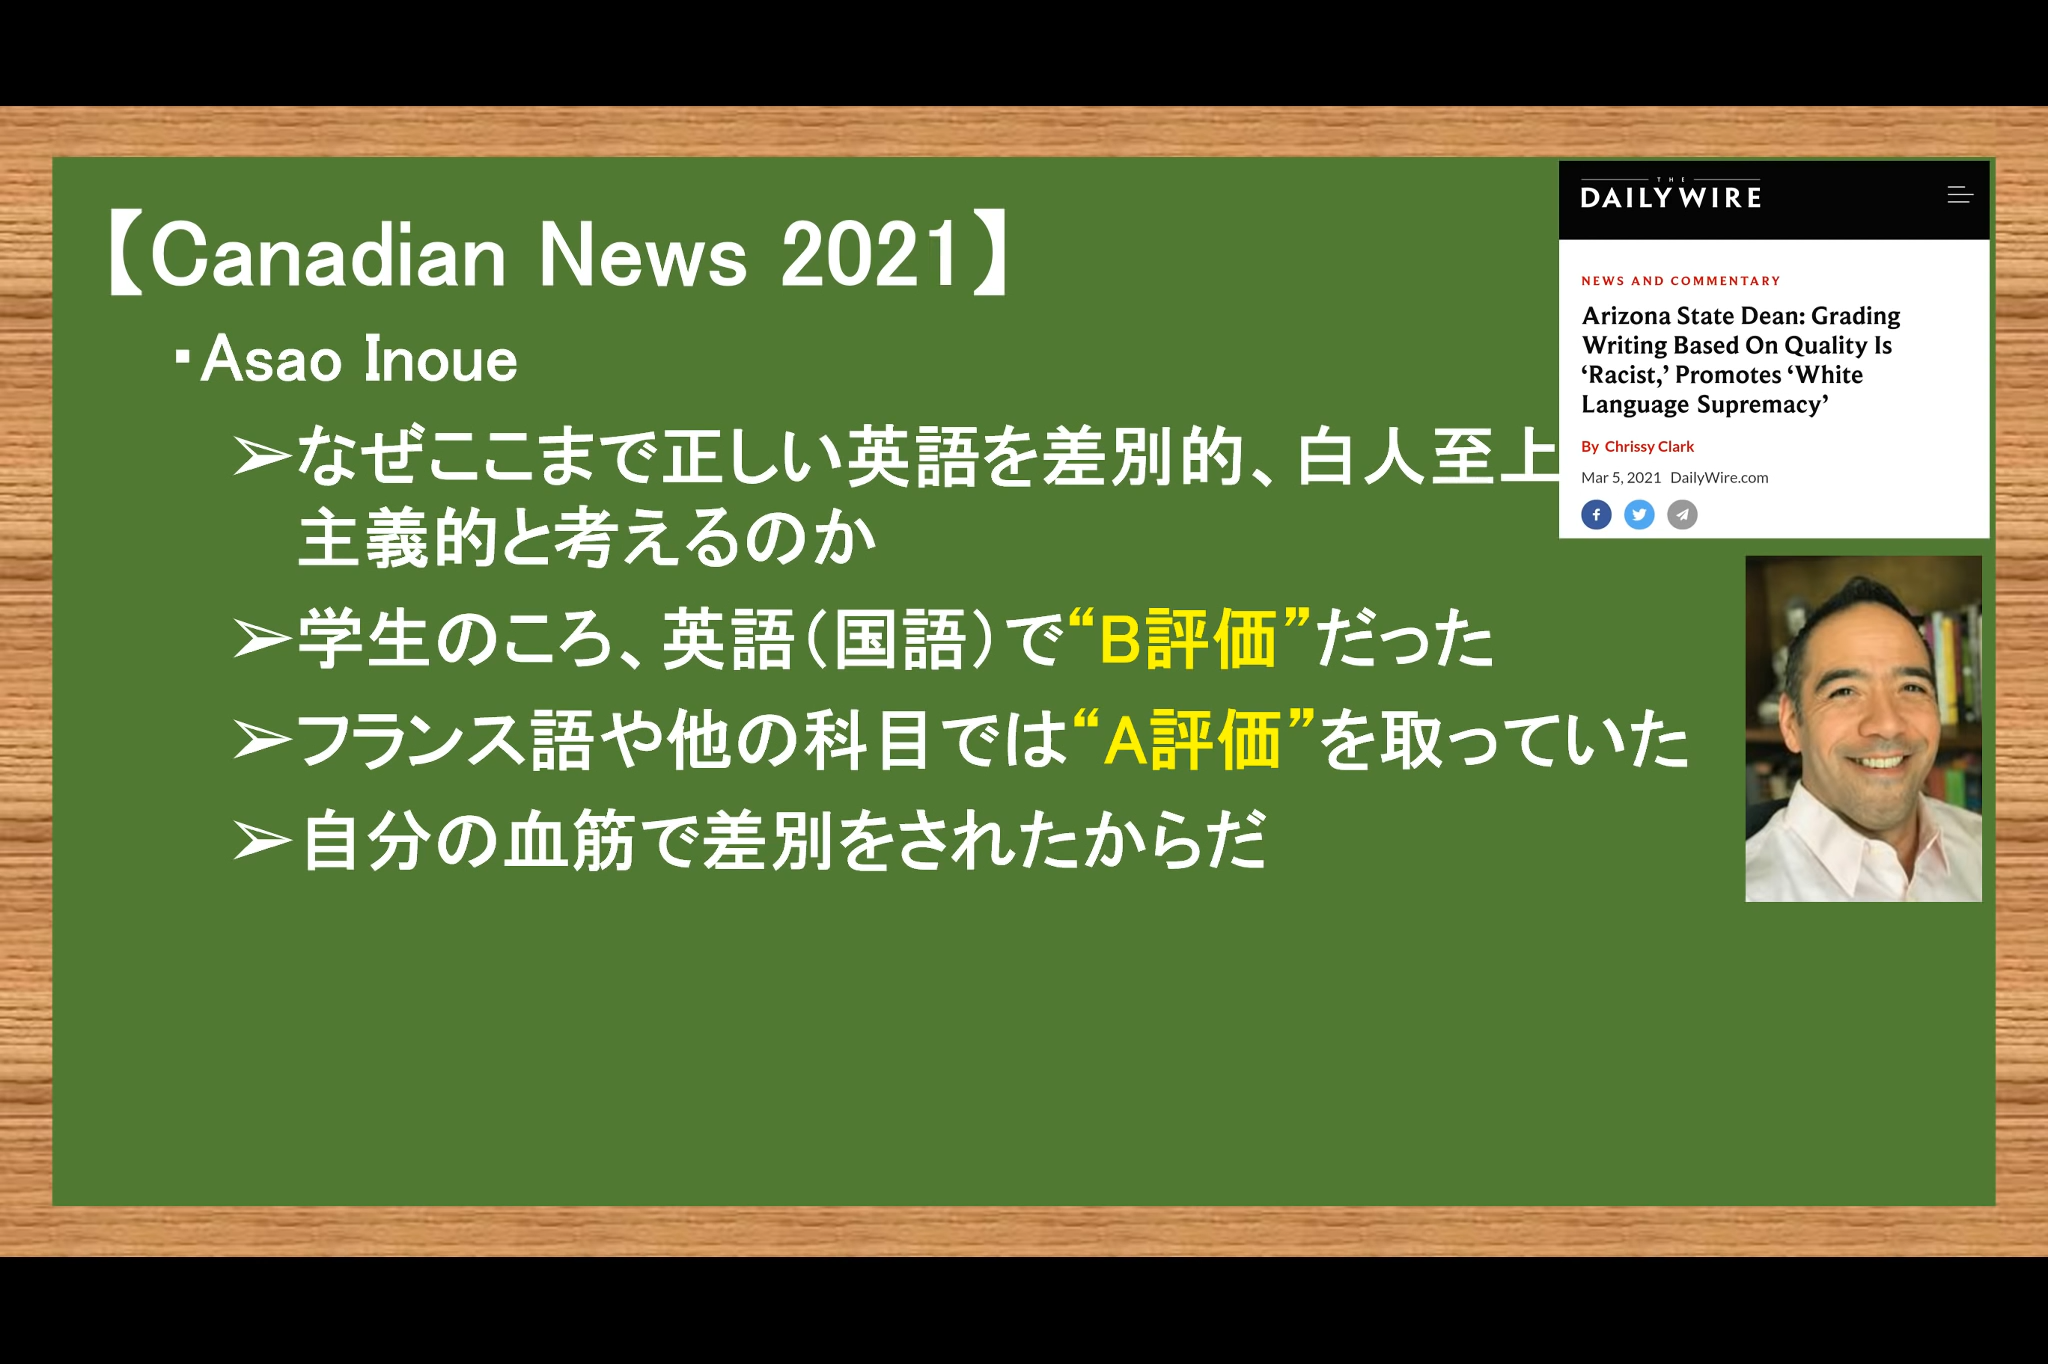 【Canadian News 2021】
・Asao Inoue
➢なぜここまで正しい英語を差別的、白人至上
主義的と考えるのか
➢学生のころ、英語（国語）で“B評価”だった
➢フランス語や他の科目では“A評価”を取っていた
➢自分の血筋で差別をされたからだ
THE
DAILY WIRE
NEWS AND COMMENTARY
Arizona State Dean: Grading
Writing Based On Quality Is
‘Racist,’ Promotes ‘White
Language Supremacy’
By Chrissy Clark
Mar 5, 2021 DailyWire.com